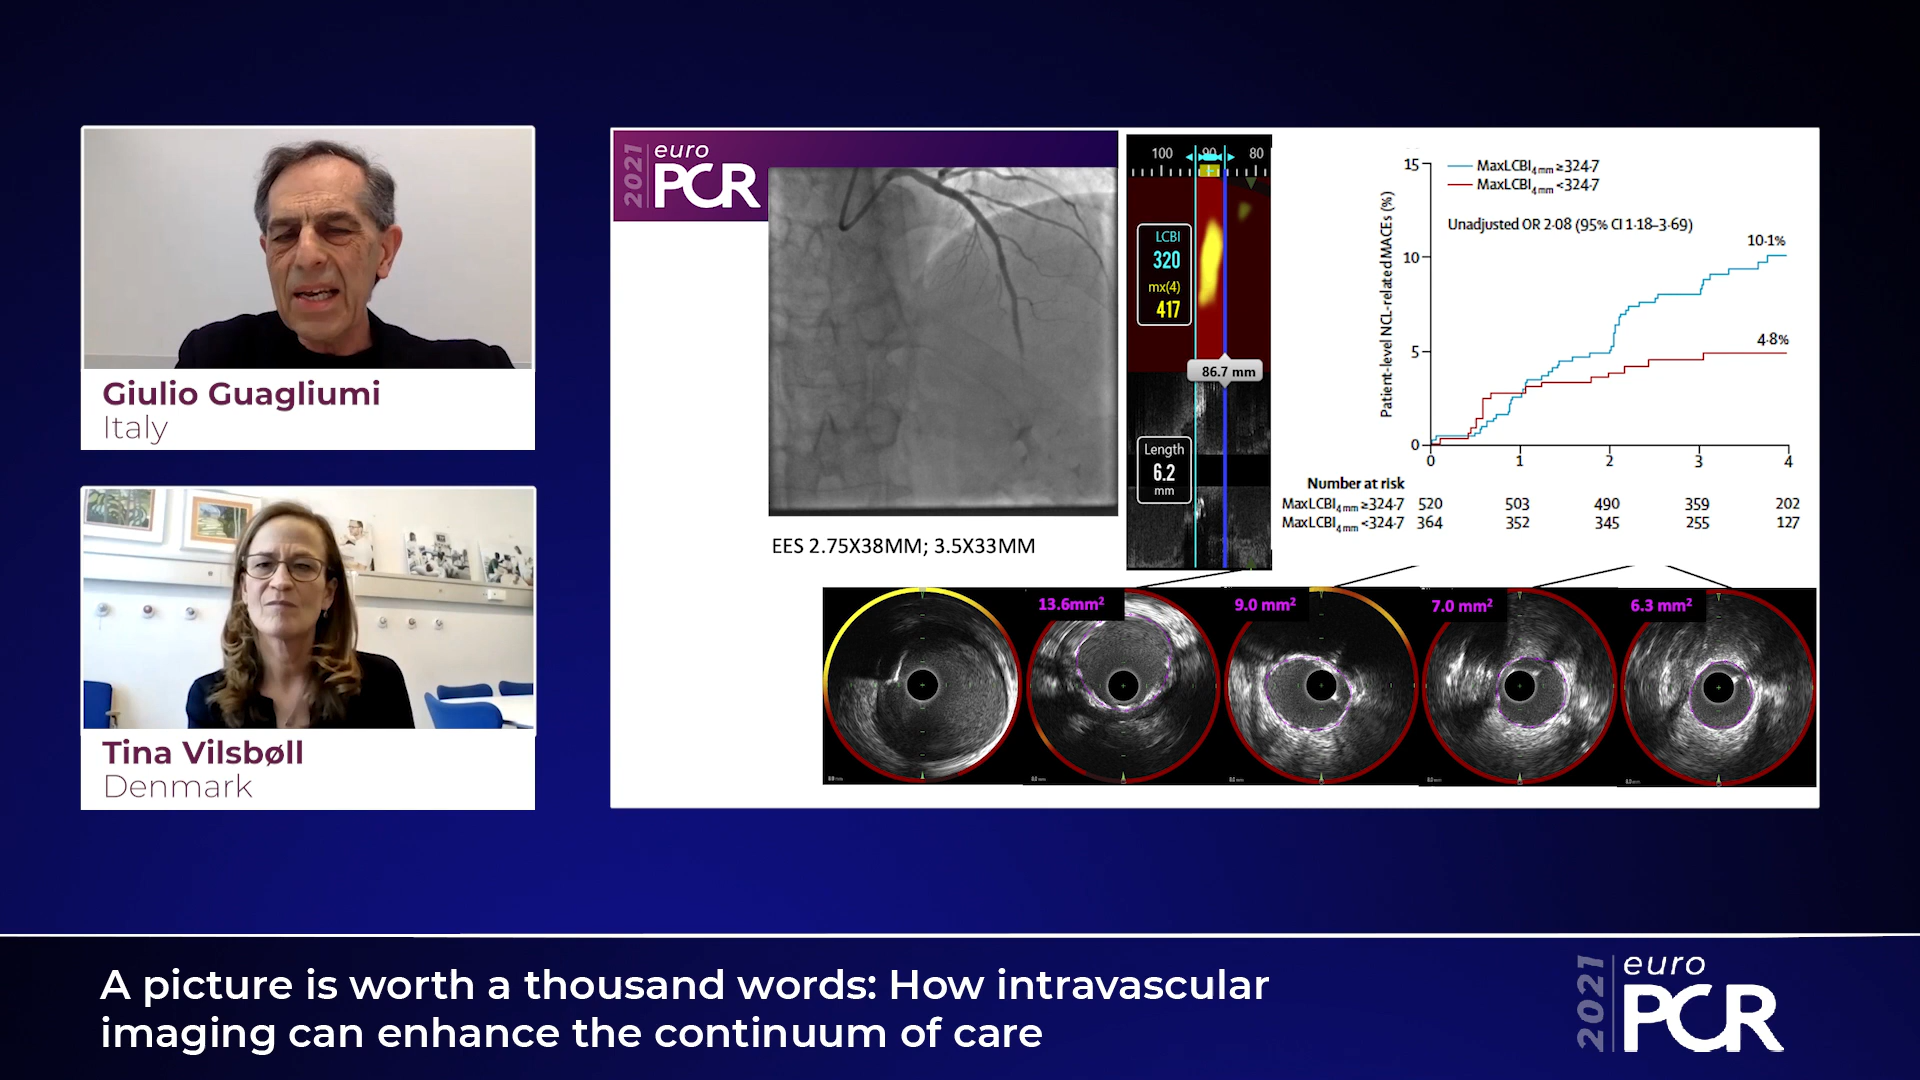 Giulio Guagliumi
Italy
Tina Vilsbøll
Denmark
2021 euro
PCR
EES 2.75X38MM; 3.5X33MM
100 90 80
LCBI
320
mx(4)
417
86.7 mm
Length
6.2
mm
Patient-level NCL-related MACEs (%)
15
10
5
0
MaxLCBI4mm ≥324·7
MaxLCBI4mm <324·7
Unadjusted OR 2·08 (95% CI 1·18–3·69)
10·1%
4·8%
0 1 2 3 4
Number at risk
MaxLCBI4mm ≥324·7 520 503 490 359 202
MaxLCBI4mm <324·7 364 352 345 255 127
13.6mm²
9.0 mm²
7.0 mm²
6.3 mm²
A picture is worth a thousand words: How intravascular
imaging can enhance the continuum of care
2021 euro
PCR